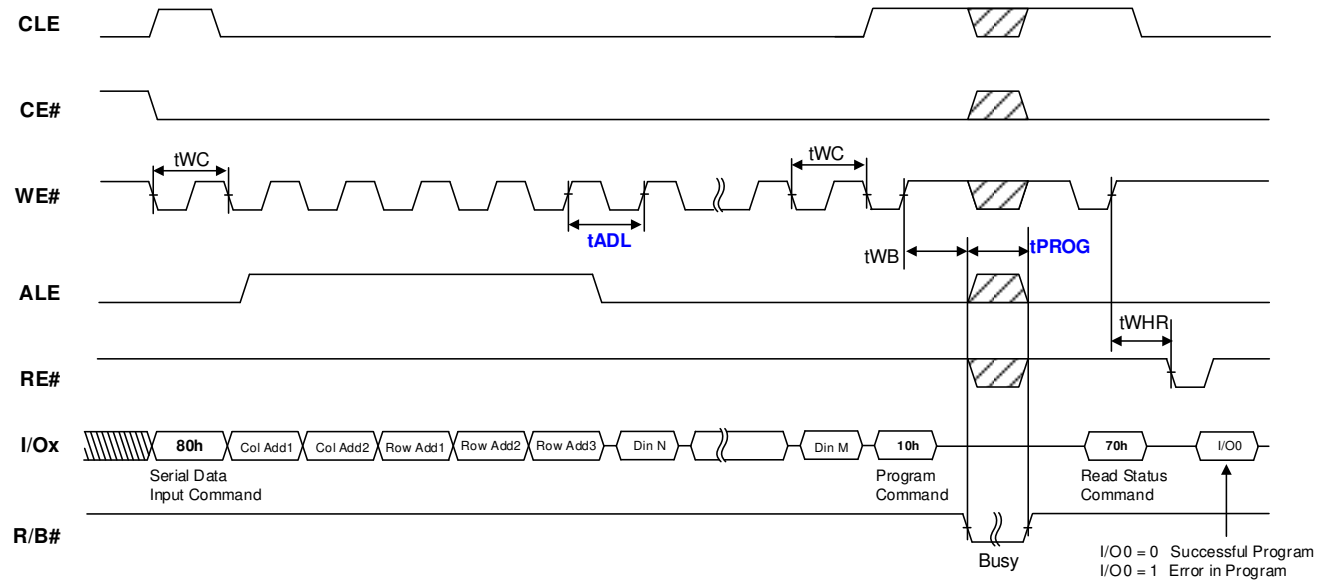 CLE
CE#
tWC
tWC
WE#
tADL
tWB
tPROG
ALE
tWHR
RE#
I/Ox
80h
Col Add1
Col Add2
Row Add1
Row Add2
Row Add3
Din N
Din M
10h
70h
I/O0
Serial Data
Input Command
Program
Command
Read Status
Command
R/B#
Busy
I/O0 = 0 Successful Program
I/O0 = 1 Error in Program